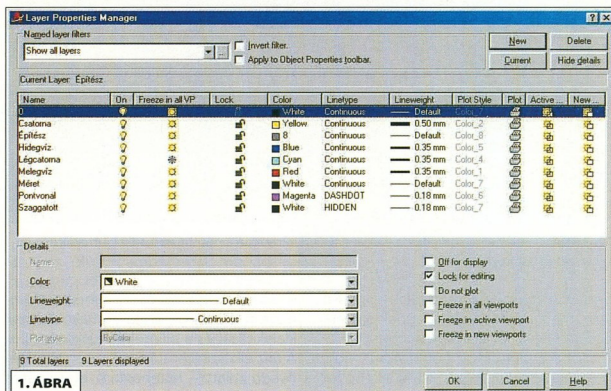 Layer Properties Manager
Named layer filters
Show all layers
...
Invert filter.
Apply to Object Properties toolbar.
New
Delete
Current
Hide details
Current Layer: Építész
Name On Freeze in all VP Lock Color Linetype Lineweight Plot Style Plot Active ... New ...
0 White Continuous Default
Csatorna Yellow Continuous 0.50 mm Color_2
Építész 8 Continuous Default Color_8
Hidegvíz Blue Continuous 0.35 mm Color_5
Légcatorna Cyan Continuous 0.35 mm Color_4
Melegvíz Red Continuous 0.35 mm Color_1
Méret White Continuous Default Color_7
Pontvonal Magenta DASHDOT 0.18 mm Color_6
Szaggatott White HIDDEN 0.18 mm Color_7
Details
Name:
Color: White
Lineweight: Default
Linetype: Continuous
Plot style: ByColor
Off for display
Lock for editing
Do not plot
Freeze in all viewports
Freeze in active viewport
Freeze in new viewports
9 Total layers 9 Layers displayed
1. ÁBRA
OK
Cancel
Help